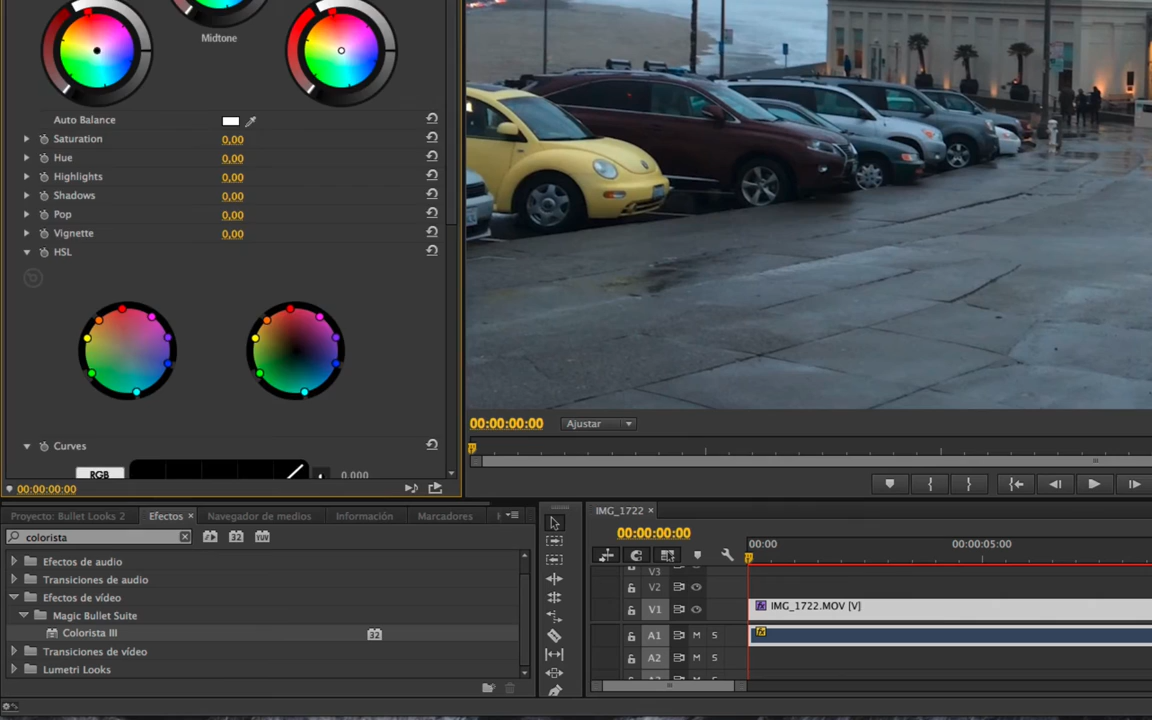 Midtone
Auto Balance
Saturation 0,00
Hue 0,00
Highlights 0,00
Shadows 0,00
Pop 0,00
Vignette 0,00
HSL
Curves
RGB 0.000
00:00:00:00
00:00:00:00 Ajustar
Proyecto: Bullet Looks 2 Efectos × Navegador de medios Información Marcadores
colorista 32 YUV
Efectos de audio
Transiciones de audio
Efectos de vídeo
Magic Bullet Suite
Colorista III 32
Transiciones de vídeo
Lumetri Looks
IMG_1722 ×
00:00:00:00
00:00 00:00:05:00
V3
V2
V1 IMG_1722.MOV [V]
A1 M S fx
A2 M S